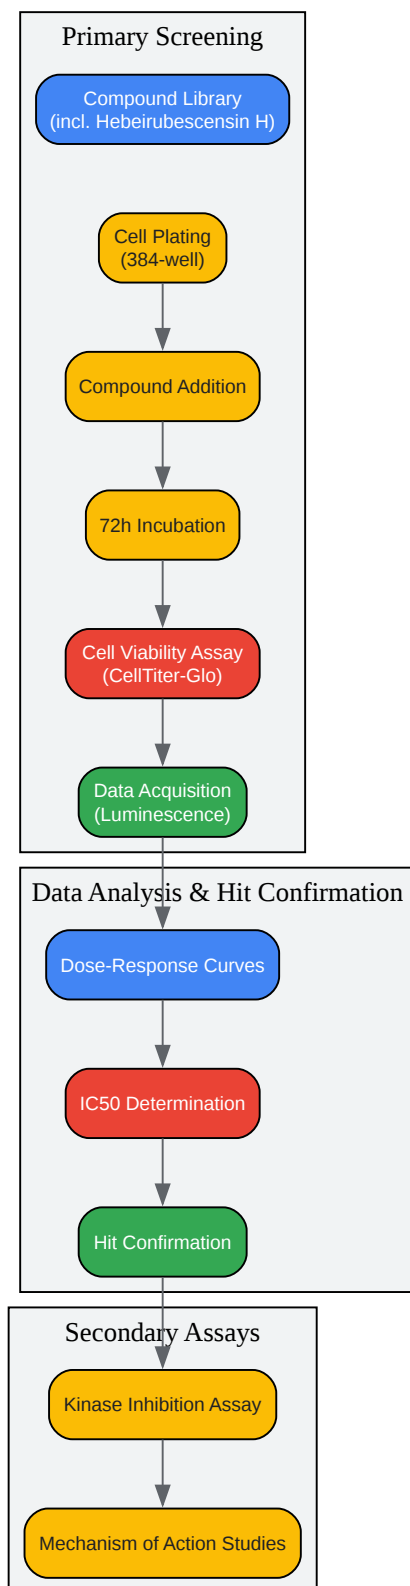 Primary Screening
Compound Library
(incl. Hebeirubescensin H)
Cell Plating
(384-well)
Compound Addition
72h Incubation
Cell Viability Assay
(CellTiter-Glo)
Data Acquisition
(Luminescence)
Data Analysis & Hit Confirmation
Dose-Response Curves
IC50 Determination
Hit Confirmation
Secondary Assays
Kinase Inhibition Assay
Mechanism of Action Studies